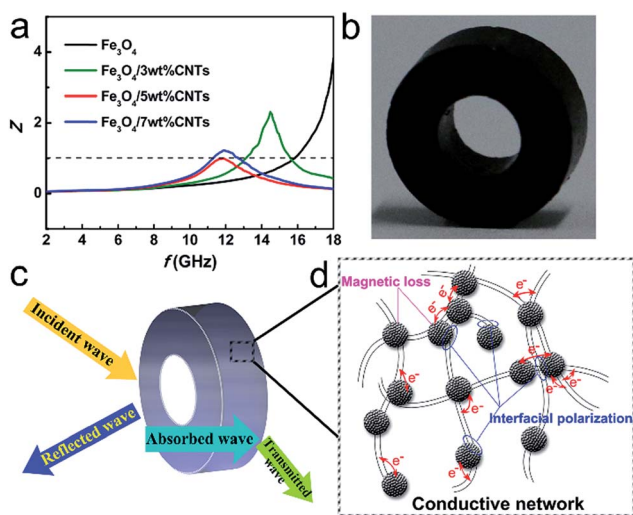 a
4
2
0
Z
Fe₃O₄
Fe₃O₄/3wt%CNTs
Fe₃O₄/5wt%CNTs
Fe₃O₄/7wt%CNTs
2 4 6 8 10 12 14 16 18
f (GHz)
b
c
Incident wave
Reflected wave
Absorbed wave
Transmitted
wave
d
Magnetic loss
e⁻
e⁻
e⁻
e⁻
e⁻
e⁻
e⁻
e⁻
e⁻
e⁻
e⁻
Interfacial polarization
Conductive network